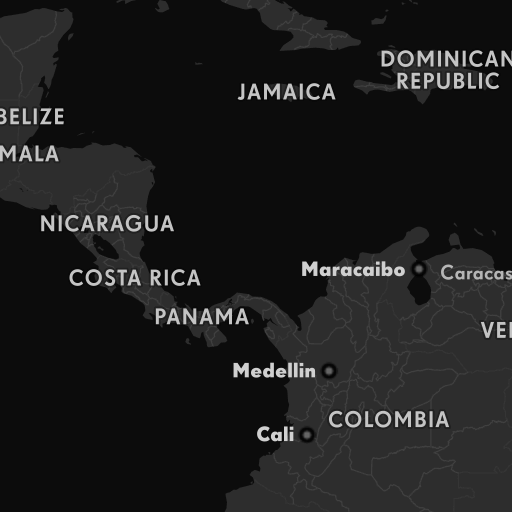 DOMINICAN
REPUBLIC
JAMAICA
BELIZE
MALA
NICARAGUA
Maracaibo
Caracas
COSTA RICA
PANAMA
VE
Medellin
COLOMBIA
Cali